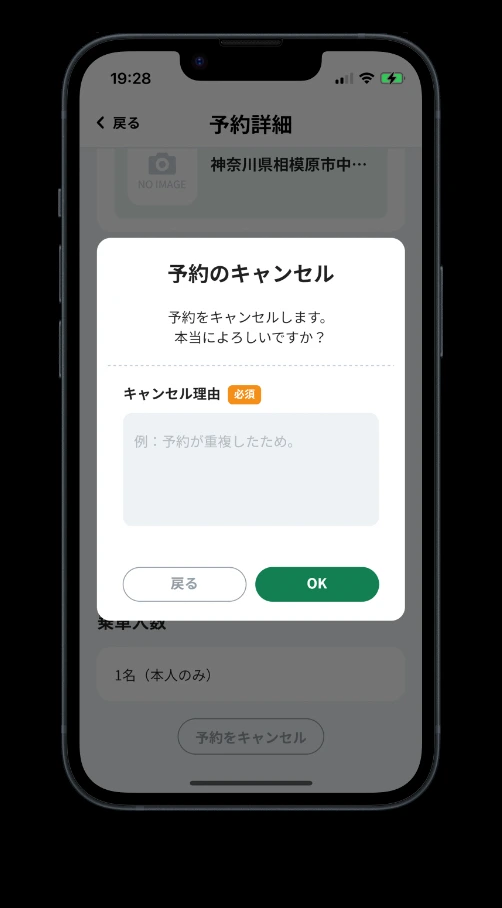 19:28
戻る
予約詳細
NO IMAGE
神奈川県相模原市中…
予約のキャンセル
予約をキャンセルします。
本当によろしいですか？
キャンセル理由 必須
例：予約が重複したため。
戻る
OK
乗車人数
1名（本人のみ）
予約をキャンセル